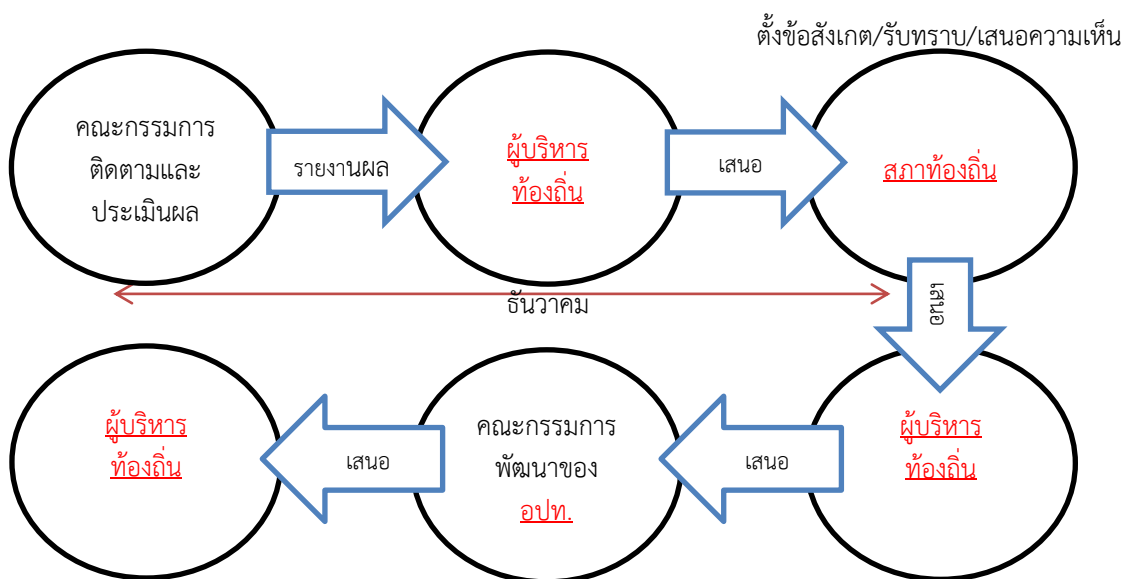 ตั้งข้อสังเกต/รับทราบ/เสนอความเห็น
คณะกรรมการ
ติดตามและ
ประเมินผล
รายงานผล
ผู้บริหาร
ท้องถิ่น
เสนอ
สภาท้องถิ่น
ธันวาคม
เสนอ
ผู้บริหาร
ท้องถิ่น
เสนอ
คณะกรรมการ
พัฒนาของ
อปท.
เสนอ
ผู้บริหาร
ท้องถิ่น